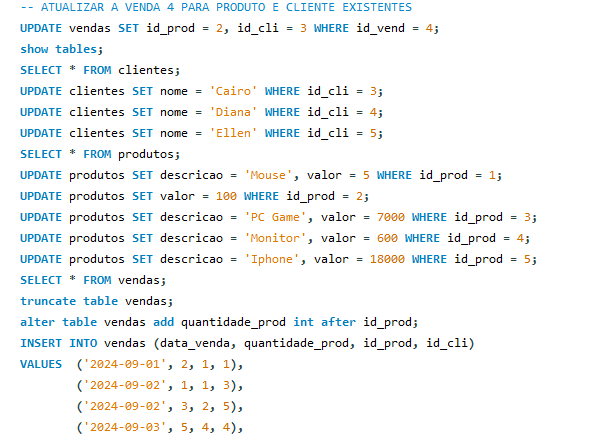 -- ATUALIZAR A VENDA 4 PARA PRODUTO E CLIENTE EXISTENTES
UPDATE vendas SET id_prod = 2, id_cli = 3 WHERE id_vend = 4;
show tables;
SELECT * FROM clientes;
UPDATE clientes SET nome = 'Cairo' WHERE id_cli = 3;
UPDATE clientes SET nome = 'Diana' WHERE id_cli = 4;
UPDATE clientes SET nome = 'Ellen' WHERE id_cli = 5;
SELECT * FROM produtos;
UPDATE produtos SET descricao = 'Mouse', valor = 5 WHERE id_prod = 1;
UPDATE produtos SET valor = 100 WHERE id_prod = 2;
UPDATE produtos SET descricao = 'PC Game', valor = 7000 WHERE id_prod = 3;
UPDATE produtos SET descricao = 'Monitor', valor = 600 WHERE id_prod = 4;
UPDATE produtos SET descricao = 'Iphone', valor = 18000 WHERE id_prod = 5;
SELECT * FROM vendas;
truncate table vendas;
alter table vendas add quantidade_prod int after id_prod;
INSERT INTO vendas (data_venda, quantidade_prod, id_prod, id_cli)
VALUES  ('2024-09-01', 2, 1, 1),
        ('2024-09-02', 1, 1, 3),
        ('2024-09-02', 3, 2, 5),
        ('2024-09-03', 5, 4, 4),